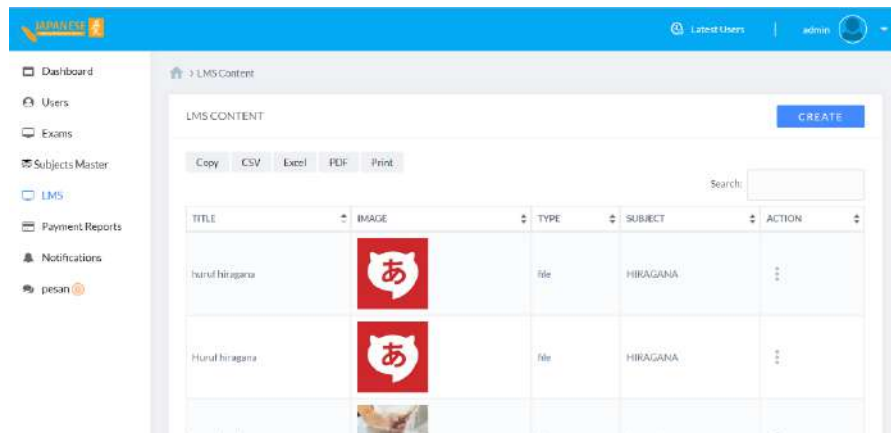 JAPANESE
Latest Users | admin
Dashboard
> LMS Content
Users
Exams
Subjects Master
LMS
Payment Reports
Notifications
pesan
LMS CONTENT
CREATE
Copy CSV Excel PDF Print
Search:
TITLE IMAGE TYPE SUBJECT ACTION
huruf hiragana あ file HIRAGANA
Huruf hiragana あ file HIRAGANA